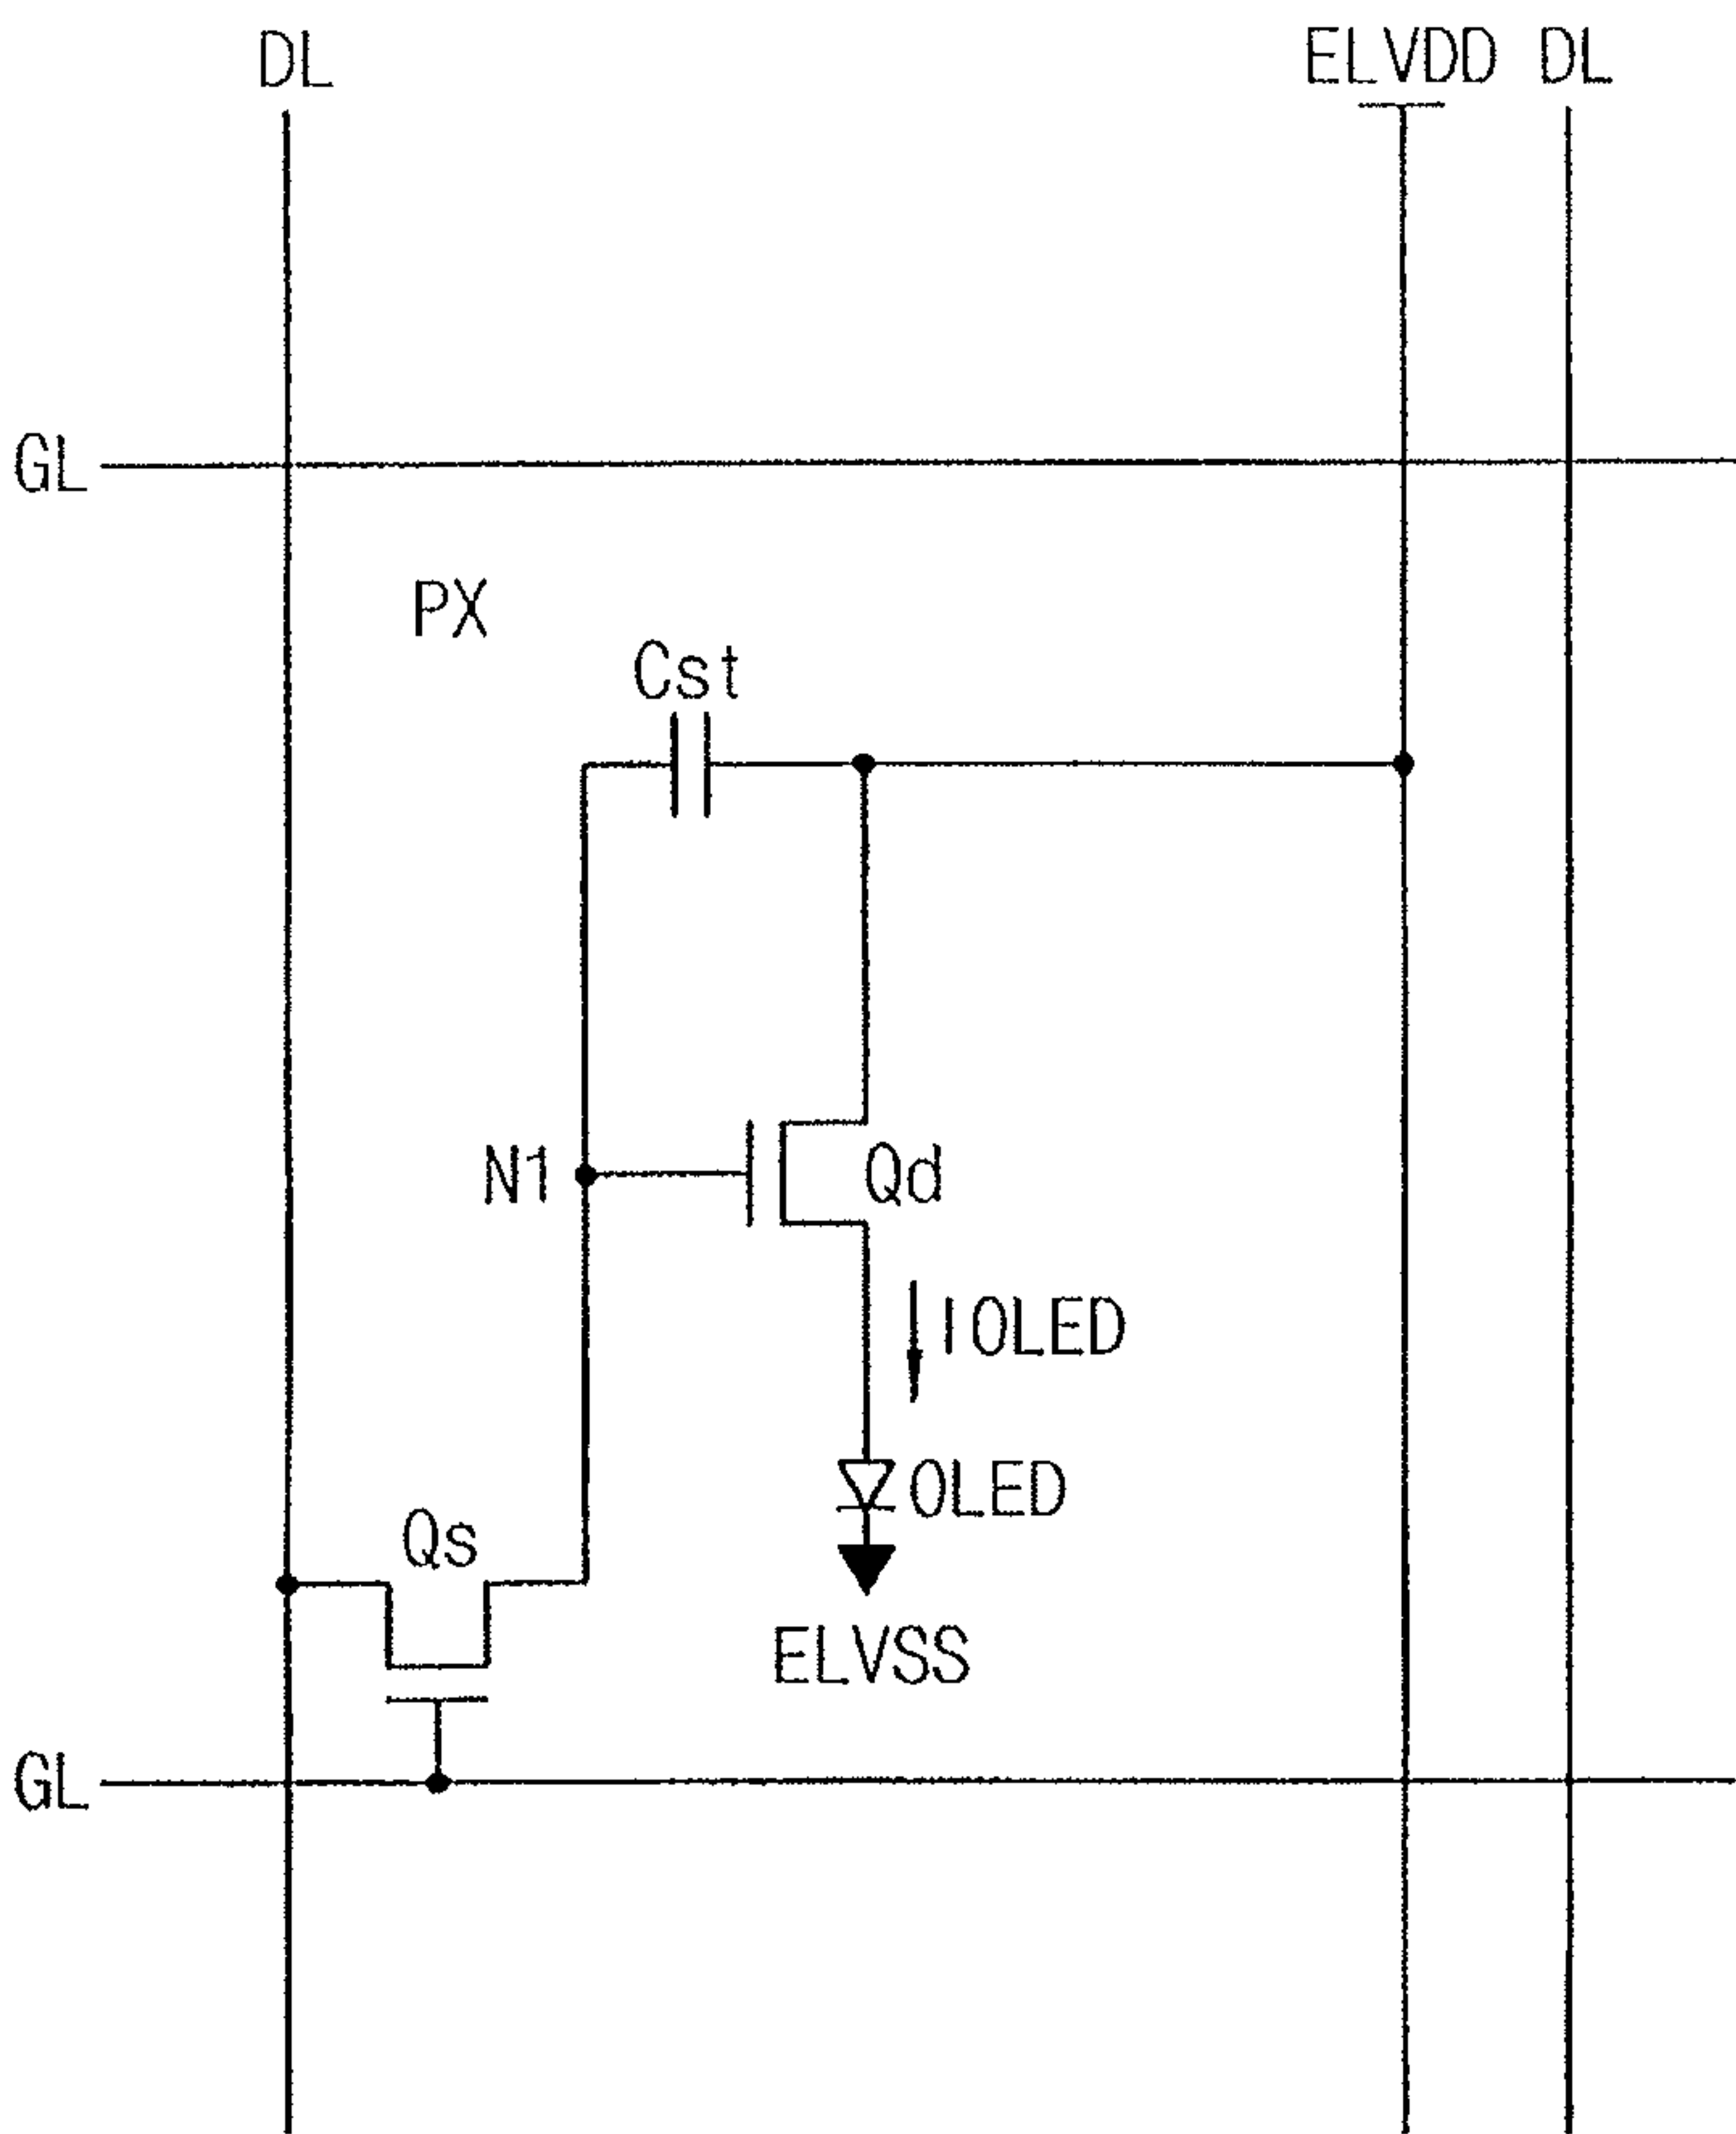 DL
ELVDD DL
GL
PX
Cst
N1
Qd
IOLED
OLED
Qs
ELVSS
GL